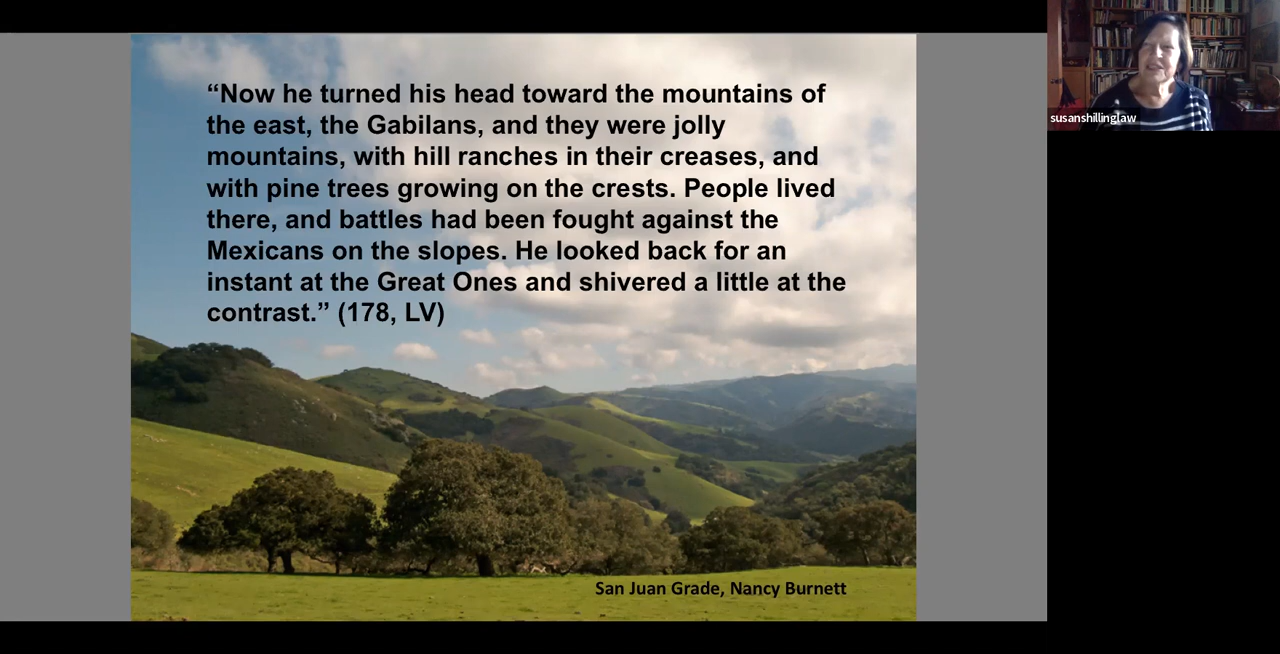 “Now he turned his head toward the mountains of
the east, the Gabilans, and they were jolly
mountains, with hill ranches in their creases, and
with pine trees growing on the crests. People lived
there, and battles had been fought against the
Mexicans on the slopes. He looked back for an
instant at the Great Ones and shivered a little at the
contrast.” (178, LV)
San Juan Grade, Nancy Burnett
susanshillinglaw